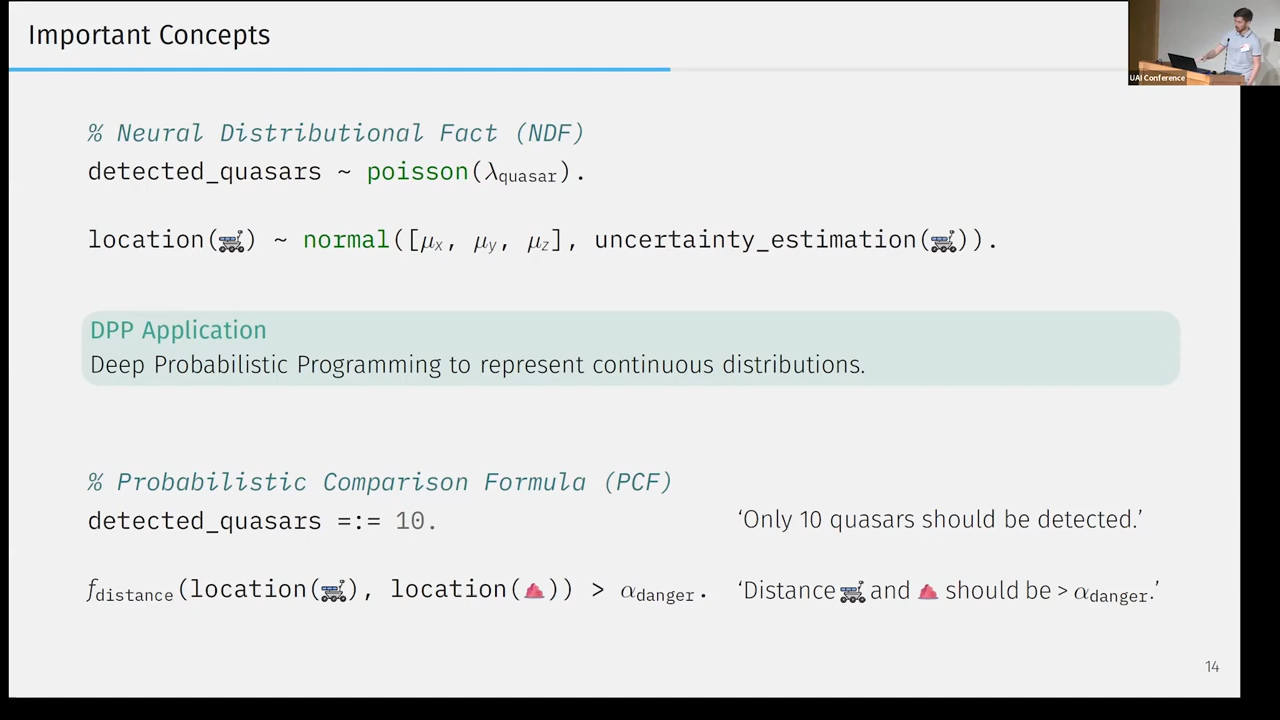 Important Concepts
UAI Conference
% Neural Distributional Fact (NDF)
detected_quasars ~ poisson(λquasar).
location(🛺) ~ normal([μx, μy, μz], uncertainty_estimation()).
DPP Application
Deep Probabilistic Programming to represent continuous distributions.
% Probabilistic Comparison Formula (PCF)
detected_quasars =:= 10. ‘Only 10 quasars should be detected.’
fdistance(location(), location()) > αdanger. ‘Distance and should be > αdanger.’
14